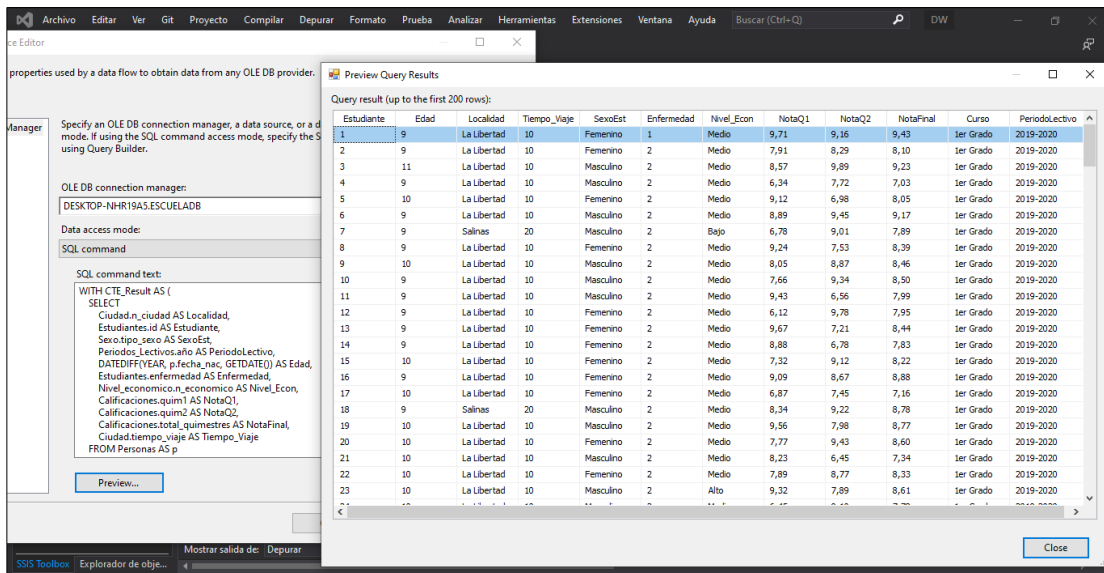 Archivo Editar Ver Git Proyecto Compilar Depurar Formato Prueba Analizar Herramientas Extensiones Ventana Ayuda Buscar (Ctrl+Q) DW
ce Editor
properties used by a data flow to obtain data from any OLE DB provider.
Manager
Specify an OLE DB connection manager, a data source, or a d
mode. If using the SQL command access mode, specify the S
using Query Builder.
OLE DB connection manager:
DESKTOP-NHR19A5.ESCUELADB
Data access mode:
SQL command
SQL command text:
WITH CTE_Result AS (
SELECT
Ciudad.n_ciudad AS Localidad,
Estudiantes.id AS Estudiante,
Sexo.tipo_sexo AS SexoEst,
Periodos_Lectivos.año AS PeriodoLectivo,
DATEDIFF(YEAR, p.fecha_nac, GETDATE()) AS Edad,
Estudiantes.enfermedad AS Enfermedad,
Nivel_economico.n_economico AS Nivel_Econ,
Calificaciones.quim1 AS NotaQ1,
Calificaciones.quim2 AS NotaQ2,
Calificaciones.total_quimestres AS NotaFinal,
Ciudad.tiempo_viaje AS Tiempo_Viaje
FROM Personas AS p
Preview...
Preview Query Results
Query result (up to the first 200 rows):
Estudiante Edad Localidad Tiempo_Viaje SexoEst Enfermedad Nivel_Econ NotaQ1 NotaQ2 NotaFinal Curso PeriodoLectivo
1 9 La Libertad 10 Femenino 1 Medio 9,71 9,16 9,43 1er Grado 2019-2020
2 9 La Libertad 10 Femenino 2 Medio 7,91 8,29 8,10 1er Grado 2019-2020
3 11 La Libertad 10 Masculino 2 Medio 8,57 9,89 9,23 1er Grado 2019-2020
4 9 La Libertad 10 Masculino 2 Medio 6,34 7,72 7,03 1er Grado 2019-2020
5 10 La Libertad 10 Femenino 2 Medio 9,12 6,98 8,05 1er Grado 2019-2020
6 9 La Libertad 10 Masculino 2 Medio 8,89 9,45 9,17 1er Grado 2019-2020
7 9 Salinas 20 Masculino 2 Bajo 6,78 9,01 7,89 1er Grado 2019-2020
8 9 La Libertad 10 Femenino 2 Medio 9,24 7,53 8,39 1er Grado 2019-2020
9 10 La Libertad 10 Masculino 2 Medio 8,05 8,87 8,46 1er Grado 2019-2020
10 9 La Libertad 10 Femenino 2 Medio 7,66 9,34 8,50 1er Grado 2019-2020
11 9 La Libertad 10 Femenino 2 Medio 9,43 6,56 7,99 1er Grado 2019-2020
12 9 La Libertad 10 Femenino 2 Medio 6,12 9,78 7,95 1er Grado 2019-2020
13 9 La Libertad 10 Femenino 2 Medio 9,67 7,21 8,44 1er Grado 2019-2020
14 9 La Libertad 10 Femenino 2 Medio 8,88 6,78 7,83 1er Grado 2019-2020
15 10 La Libertad 10 Femenino 2 Medio 7,32 9,12 8,22 1er Grado 2019-2020
16 9 La Libertad 10 Femenino 2 Medio 9,09 8,67 8,88 1er Grado 2019-2020
17 10 La Libertad 10 Femenino 2 Medio 6,87 7,45 7,16 1er Grado 2019-2020
18 9 Salinas 20 Masculino 2 Medio 8,34 9,22 8,78 1er Grado 2019-2020
19 10 La Libertad 10 Masculino 2 Medio 9,56 7,98 8,77 1er Grado 2019-2020
20 10 La Libertad 10 Femenino 2 Medio 7,77 9,43 8,60 1er Grado 2019-2020
21 10 La Libertad 10 Masculino 2 Medio 8,23 6,45 7,34 1er Grado 2019-2020
22 10 La Libertad 10 Femenino 2 Medio 7,89 8,77 8,33 1er Grado 2019-2020
23 10 La Libertad 10 Masculino 2 Alto 9,32 7,89 8,61 1er Grado 2019-2020
Close
Mostrar salida de: Depurar
SSIS Toolbox Explorador de obje...